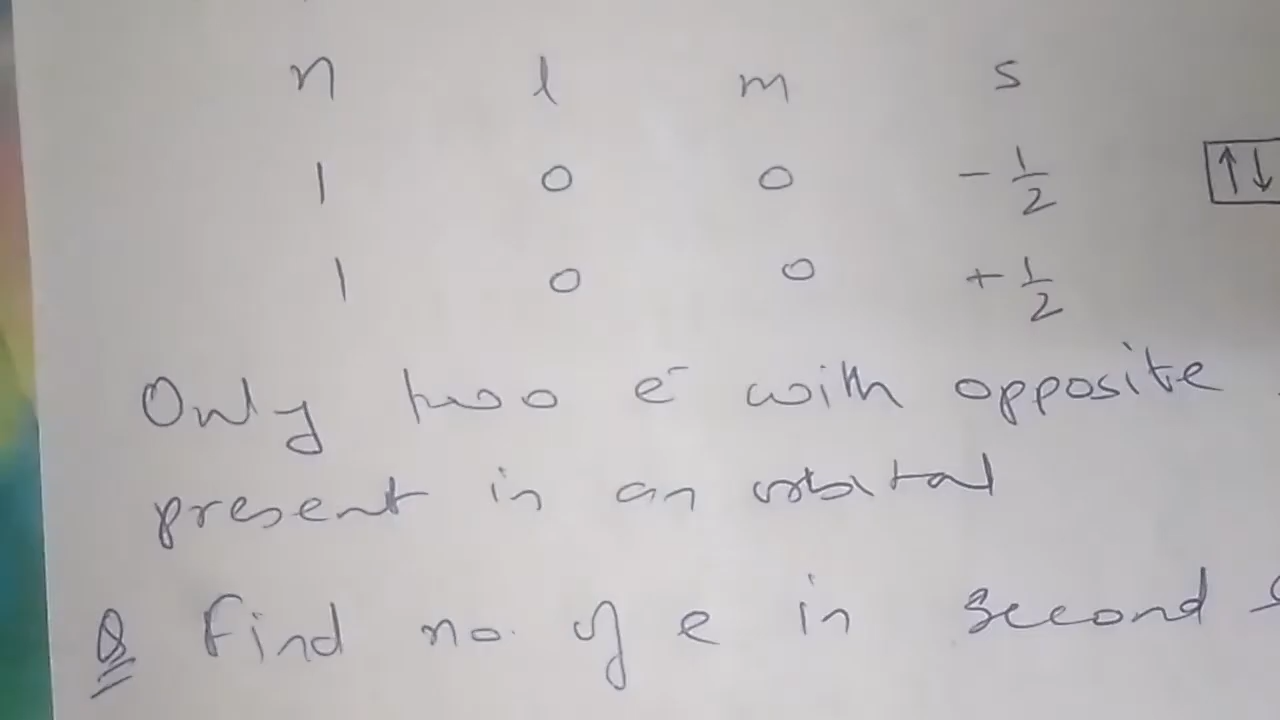 n l m s
1 0 0 - 1/2 ↑↓
1 0 0 + 1/2
Only two e⁻ with opposite
present in an orbital
Q Find no. of e in second